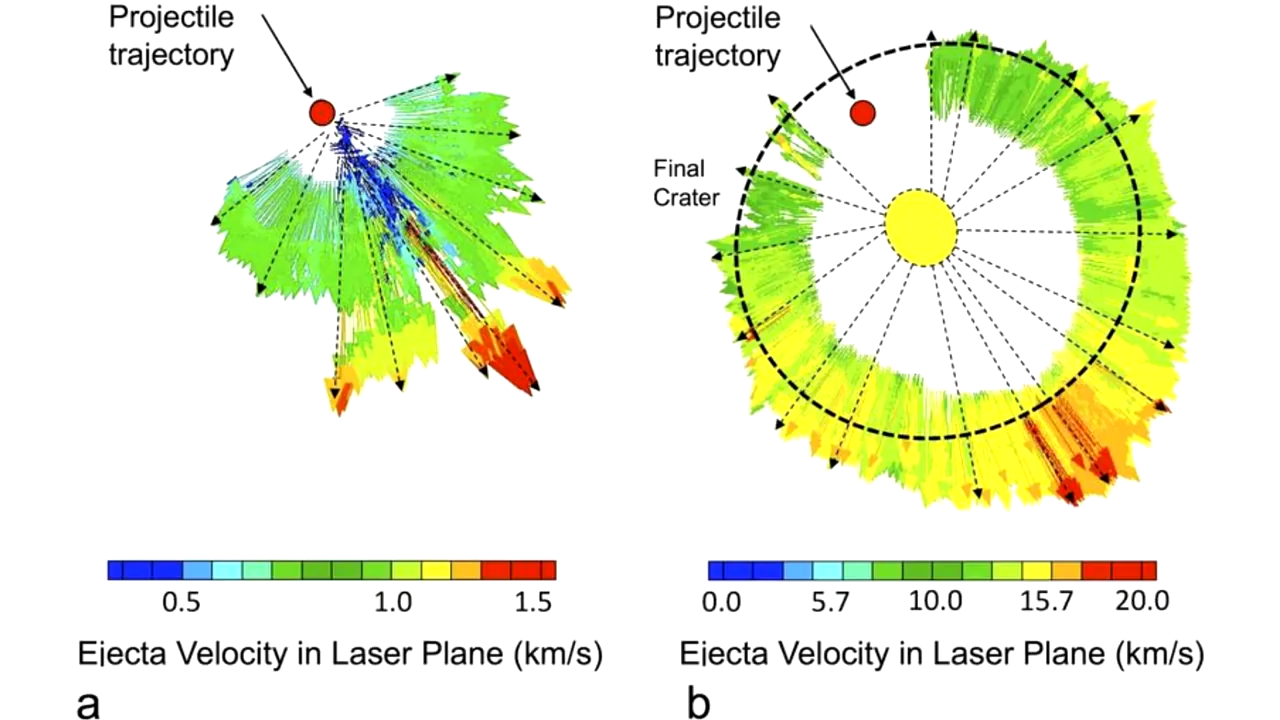 Projectile
trajectory
Projectile
trajectory
Final
Crater
0.5 1.0 1.5
0.0 5.7 10.0 15.7 20.0
Ejecta Velocity in Laser Plane (km/s)
Ejecta Velocity in Laser Plane (km/s)
a
b